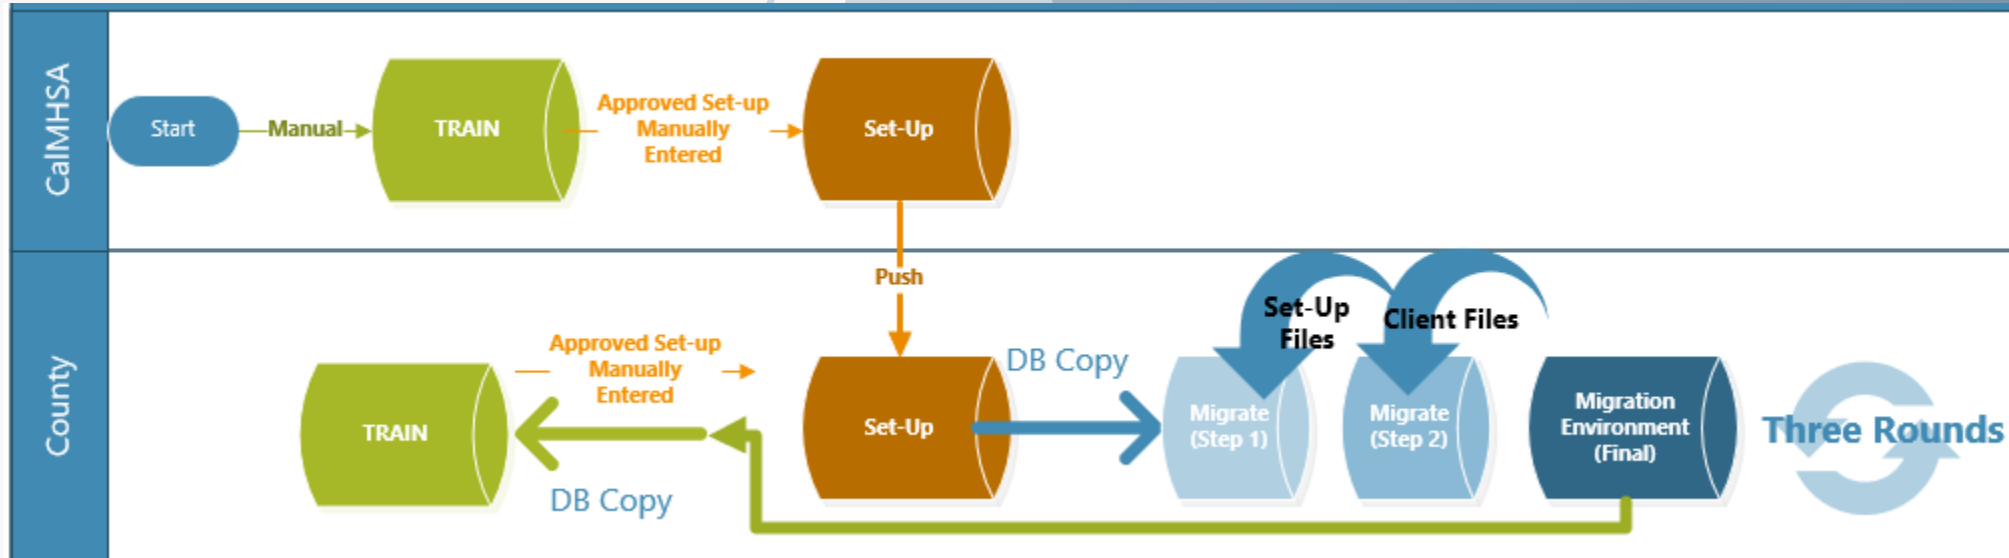 CalMHSA
Start
Manual
TRAIN
Approved Set-up
Manually
Entered
Set-Up
Push
County
TRAIN
Approved Set-up
Manually
Entered
DB Copy
Set-Up
DB Copy
Set-Up
Files
Client Files
Migrate
(Step 1)
Migrate
(Step 2)
Migration
Environment
(Final)
Three Rounds